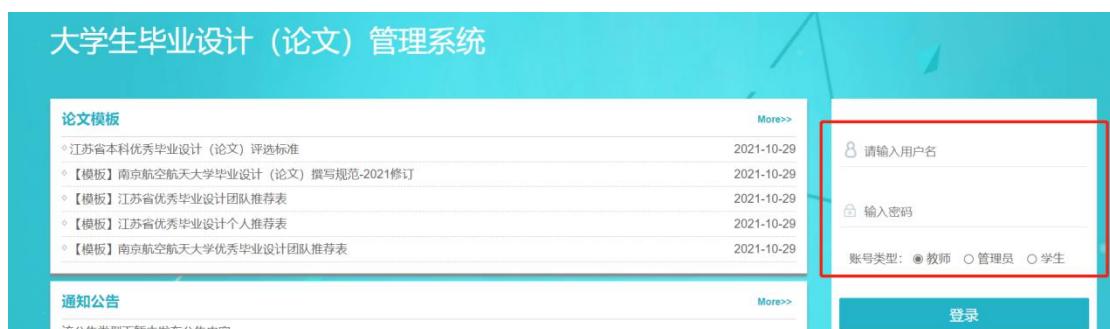 大学生毕业设计（论文）管理系统
论文模板 More>>
江苏省本科优秀毕业设计（论文）评选标准 2021-10-29
【模板】南京航空航天大学毕业设计（论文）撰写规范-2021修订 2021-10-29
【模板】江苏省优秀毕业设计团队推荐表 2021-10-29
【模板】江苏省优秀毕业设计个人推荐表 2021-10-29
【模板】南京航空航天大学优秀毕业设计团队推荐表 2021-10-29
通知公告 More>>
请输入用户名
输入密码
账号类型： 教师 管理员 学生
登录